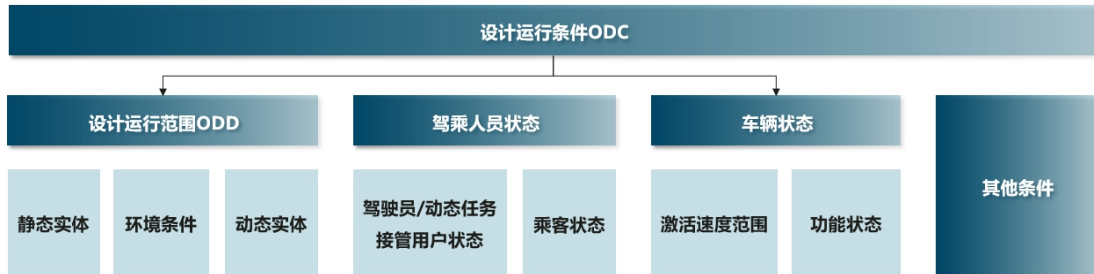 设计运行条件ODC
设计运行范围ODD
驾乘人员状态
车辆状态
其他条件
静态实体
环境条件
动态实体
驾驶员/动态任务
接管用户状态
乘客状态
激活速度范围
功能状态